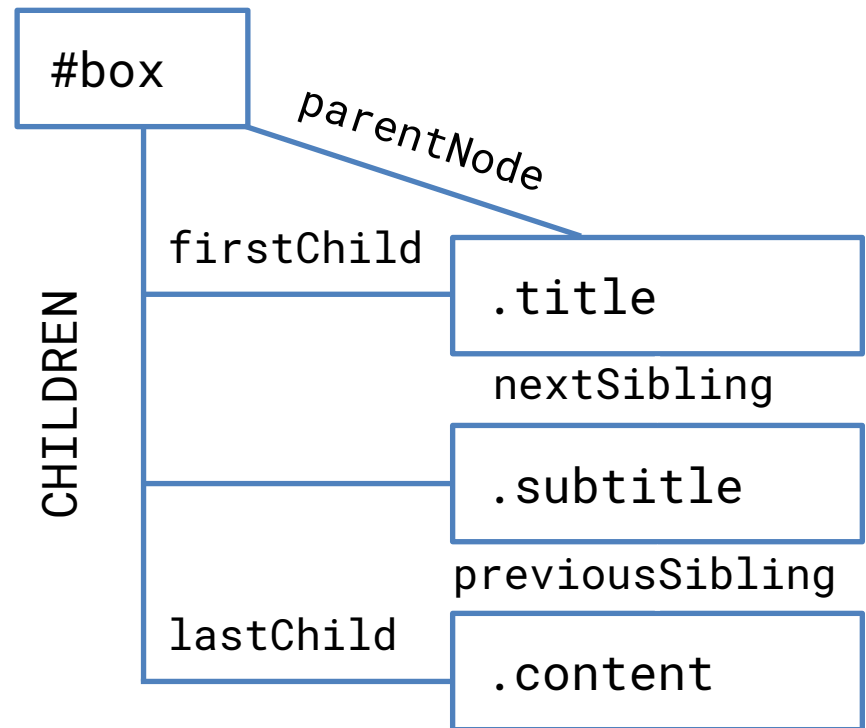 #box
parentNode
firstChild
.title
CHILDREN
nextSibling
.subtitle
previousSibling
lastChild
.content